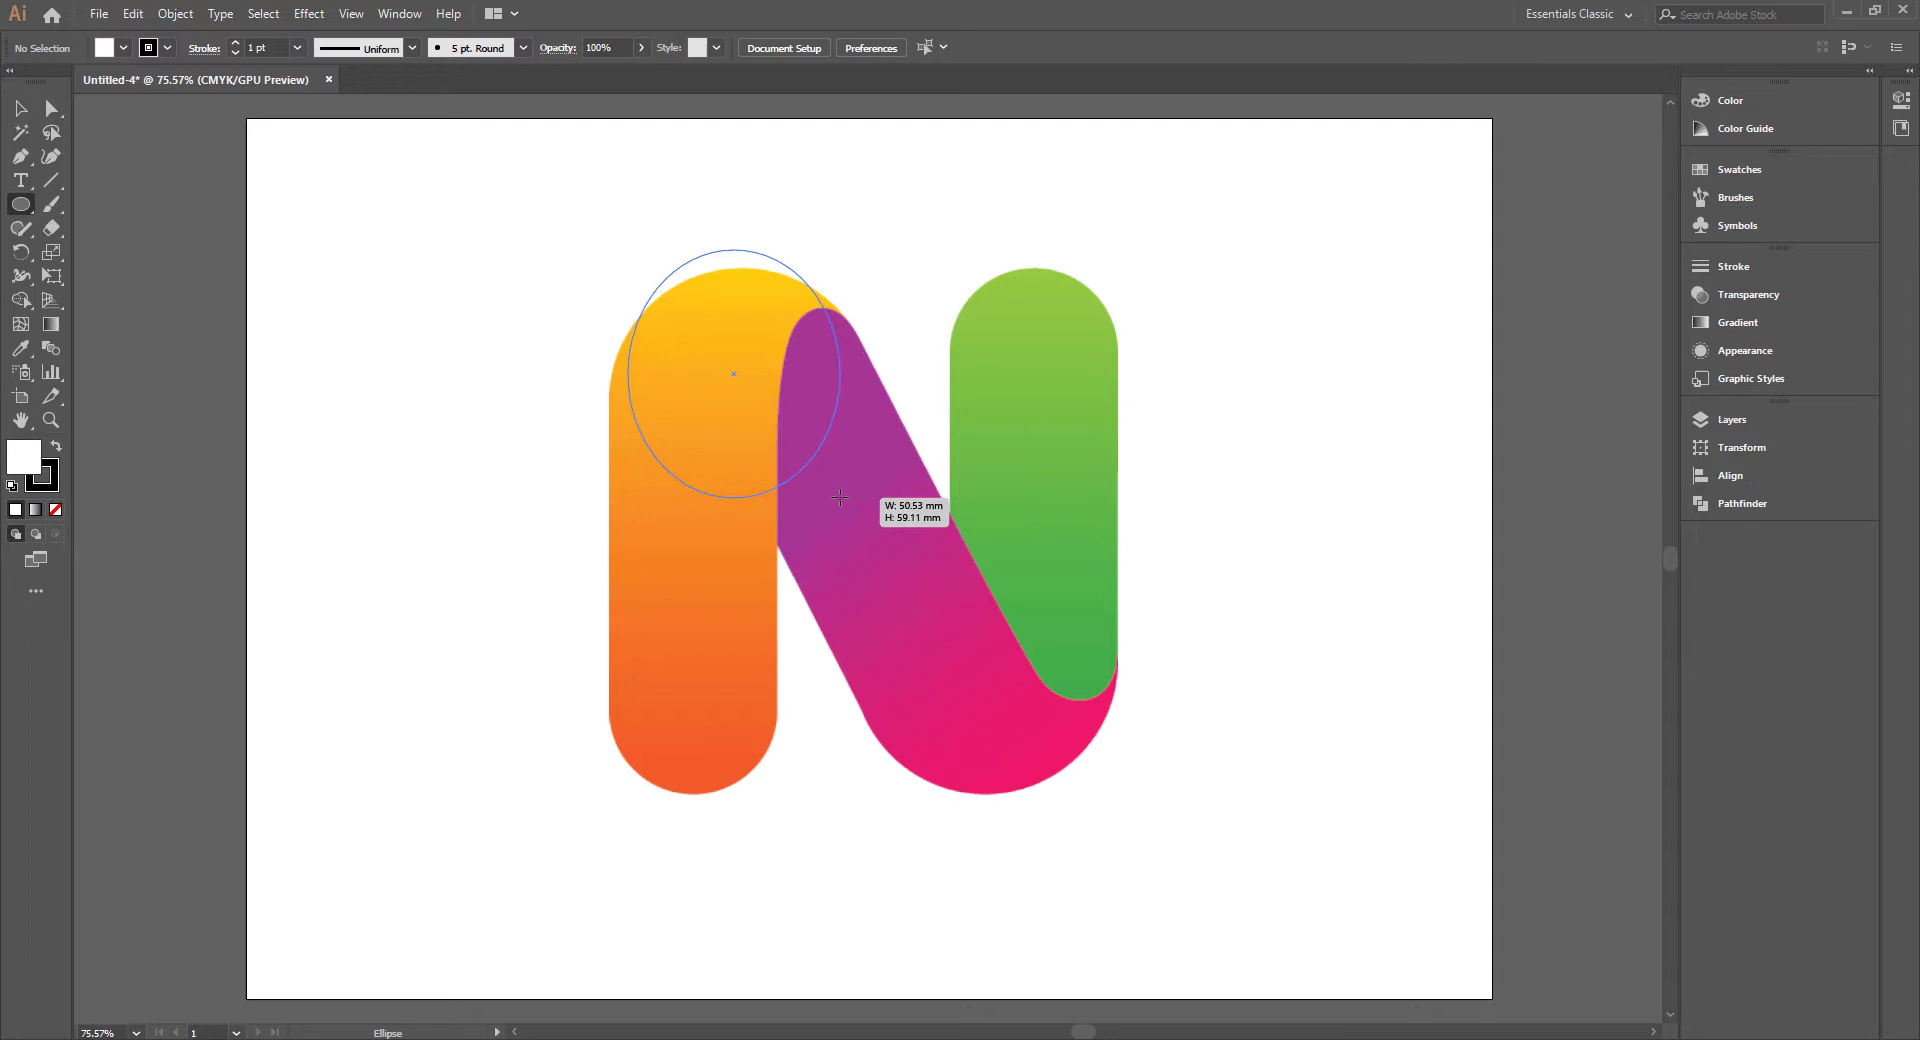 Ai File Edit Object Type Select Effect View Window Help Essentials Classic Search Adobe Stock
No Selection Stroke: 1 pt Uniform 5 pt. Round Opacity: 100% Style: Document Setup Preferences
Untitled-4* @ 75.57% (CMYK/GPU Preview)
Color
Color Guide
Swatches
Brushes
Symbols
Stroke
Transparency
Gradient
Appearance
Graphic Styles
Layers
Transform
Align
Pathfinder
W: 50.53 mm
H: 59.11 mm
75.57% 1 Ellipse